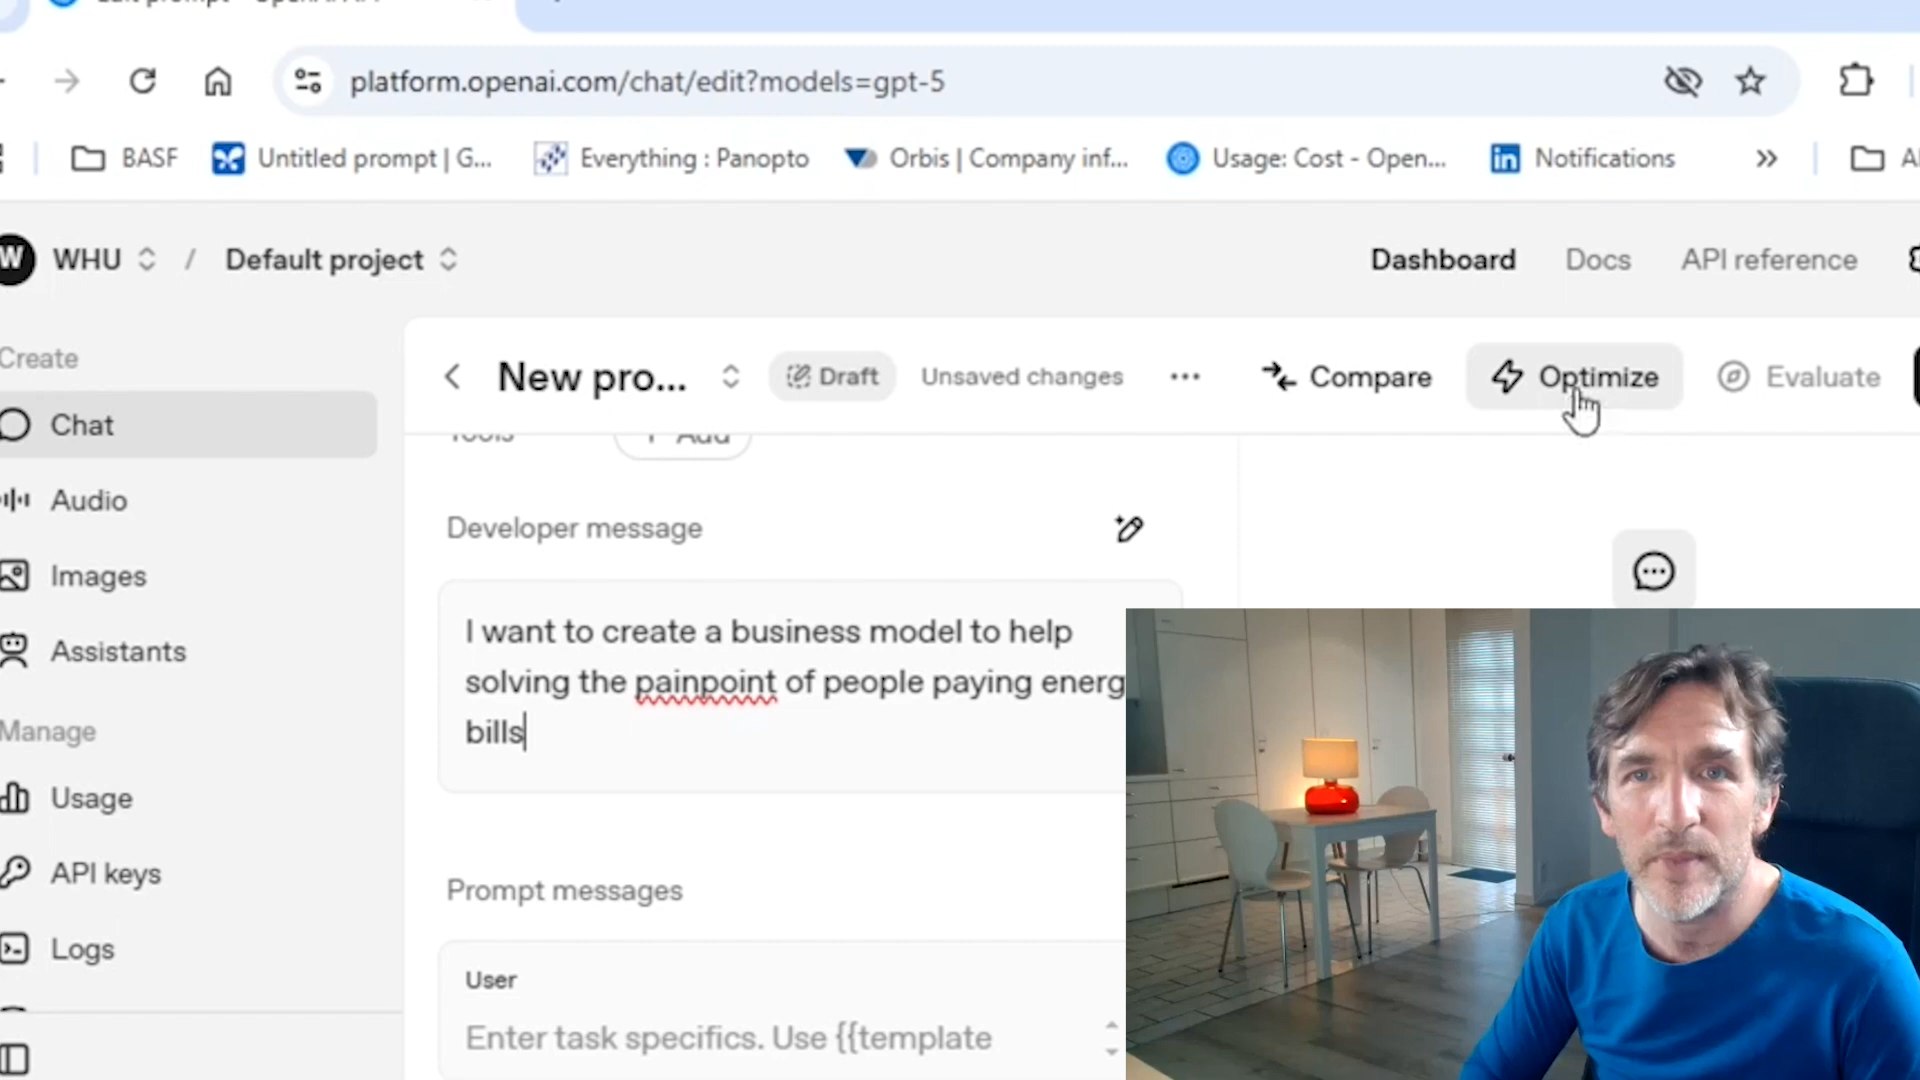 platform.openai.com/chat/edit?models=gpt-5
BASF Untitled prompt | G... Everything : Panopto Orbis | Company inf... Usage: Cost - Open... in Notifications »
W WHU / Default project Dashboard Docs API reference
Create
New pro... Draft Unsaved changes ... Compare Optimize Evaluate
Chat
Tools + Add
Audio
Developer message
Images
I want to create a business model to help
Assistants
solving the painpoint of people paying energ
bills
Manage
Usage
API keys
Prompt messages
Logs
User
Enter task specifics. Use {{template